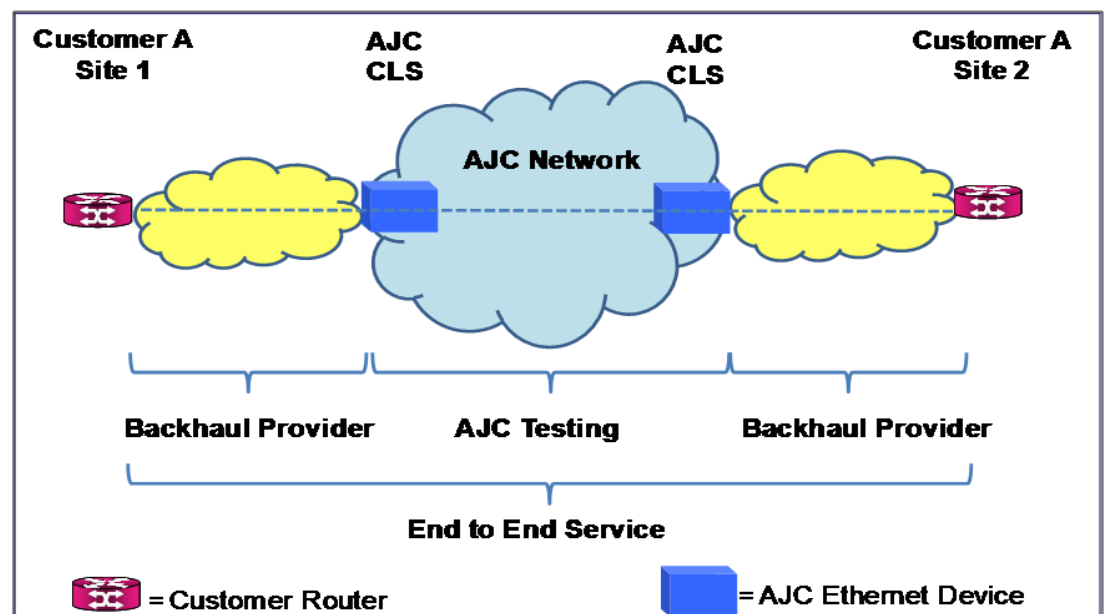 Customer A
Site 1
AJC
CLS
AJC
CLS
Customer A
Site 2
AJC Network
Backhaul Provider
AJC Testing
Backhaul Provider
End to End Service
= Customer Router
= AJC Ethernet Device